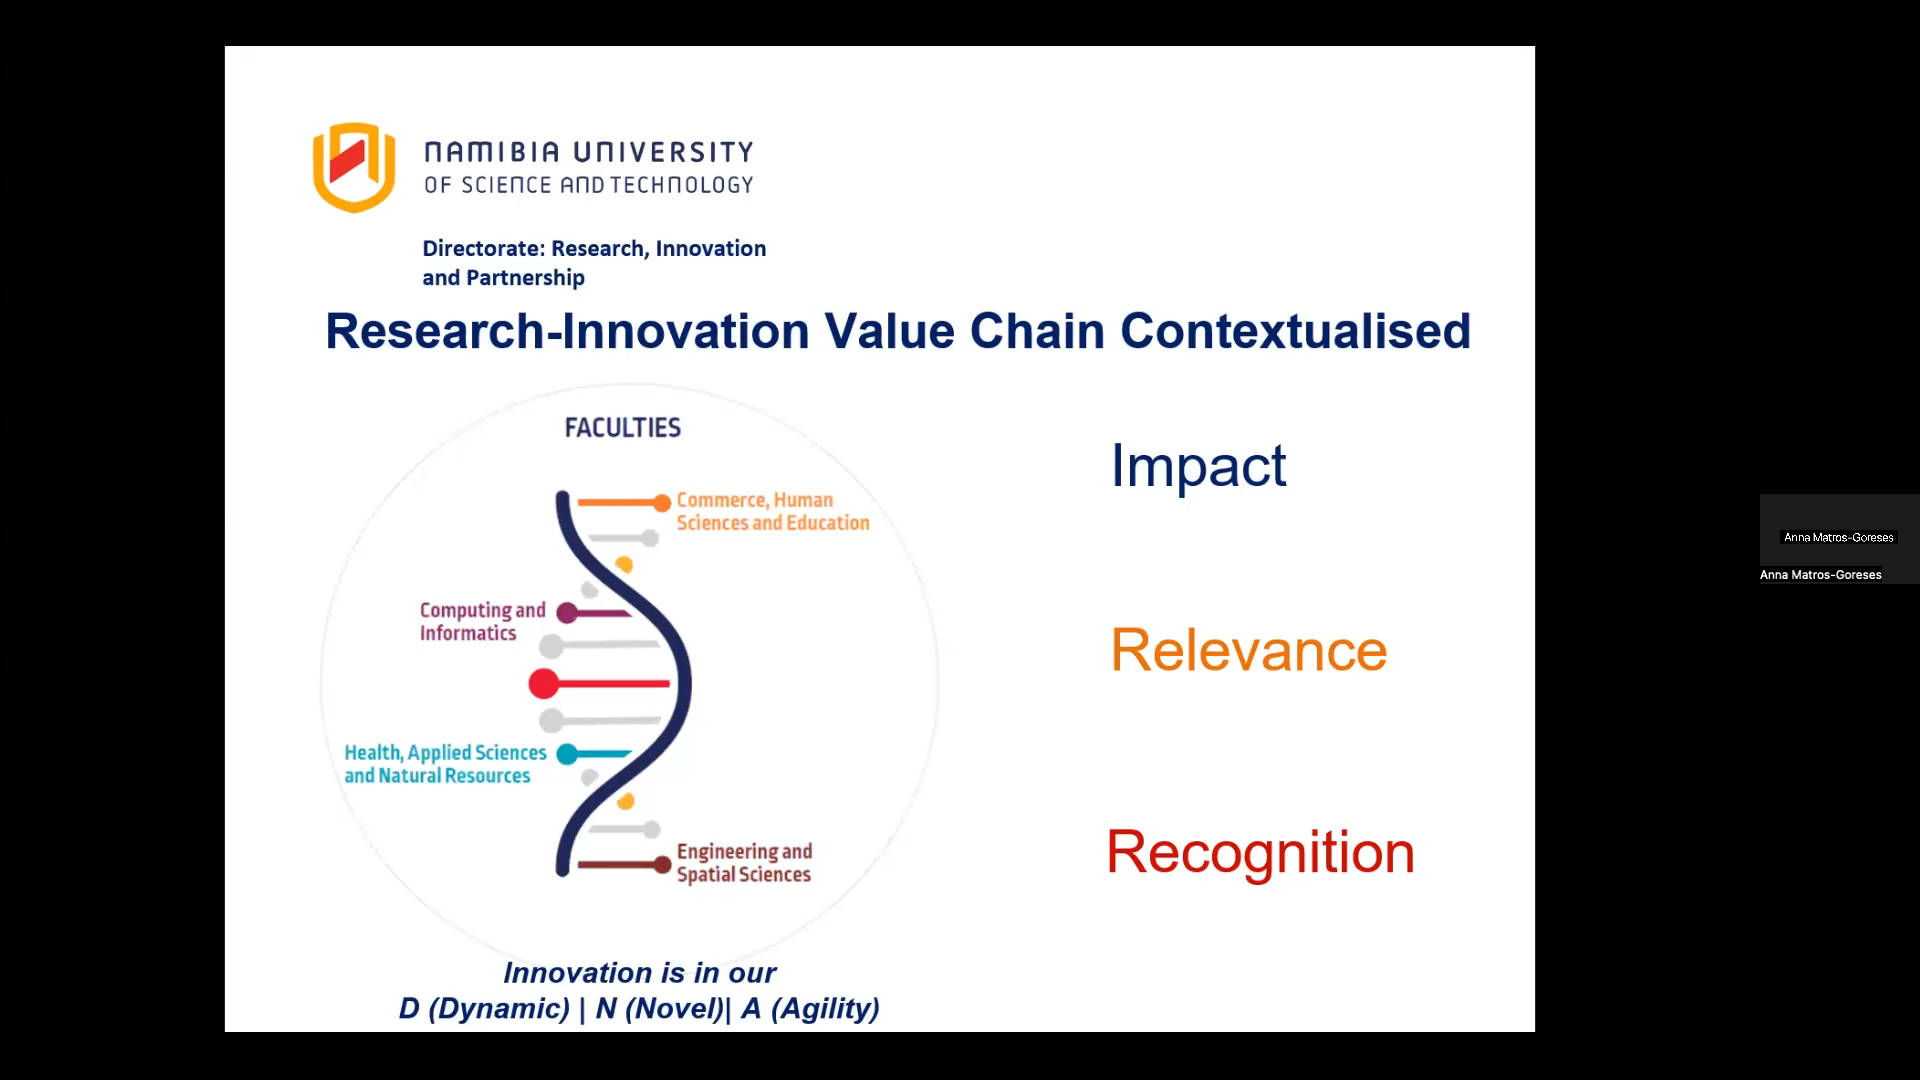 NAMIBIA UNIVERSITY
OF SCIENCE AND TECHNOLOGY
Directorate: Research, Innovation
and Partnership
Research-Innovation Value Chain Contextualised
FACULTIES
Commerce, Human
Sciences and Education
Computing and
Informatics
Health, Applied Sciences
and Natural Resources
Engineering and
Spatial Sciences
Innovation is in our
D (Dynamic) | N (Novel)| A (Agility)
Impact
Relevance
Recognition
Anna Matros-Goreses
Anna Matros-Goreses